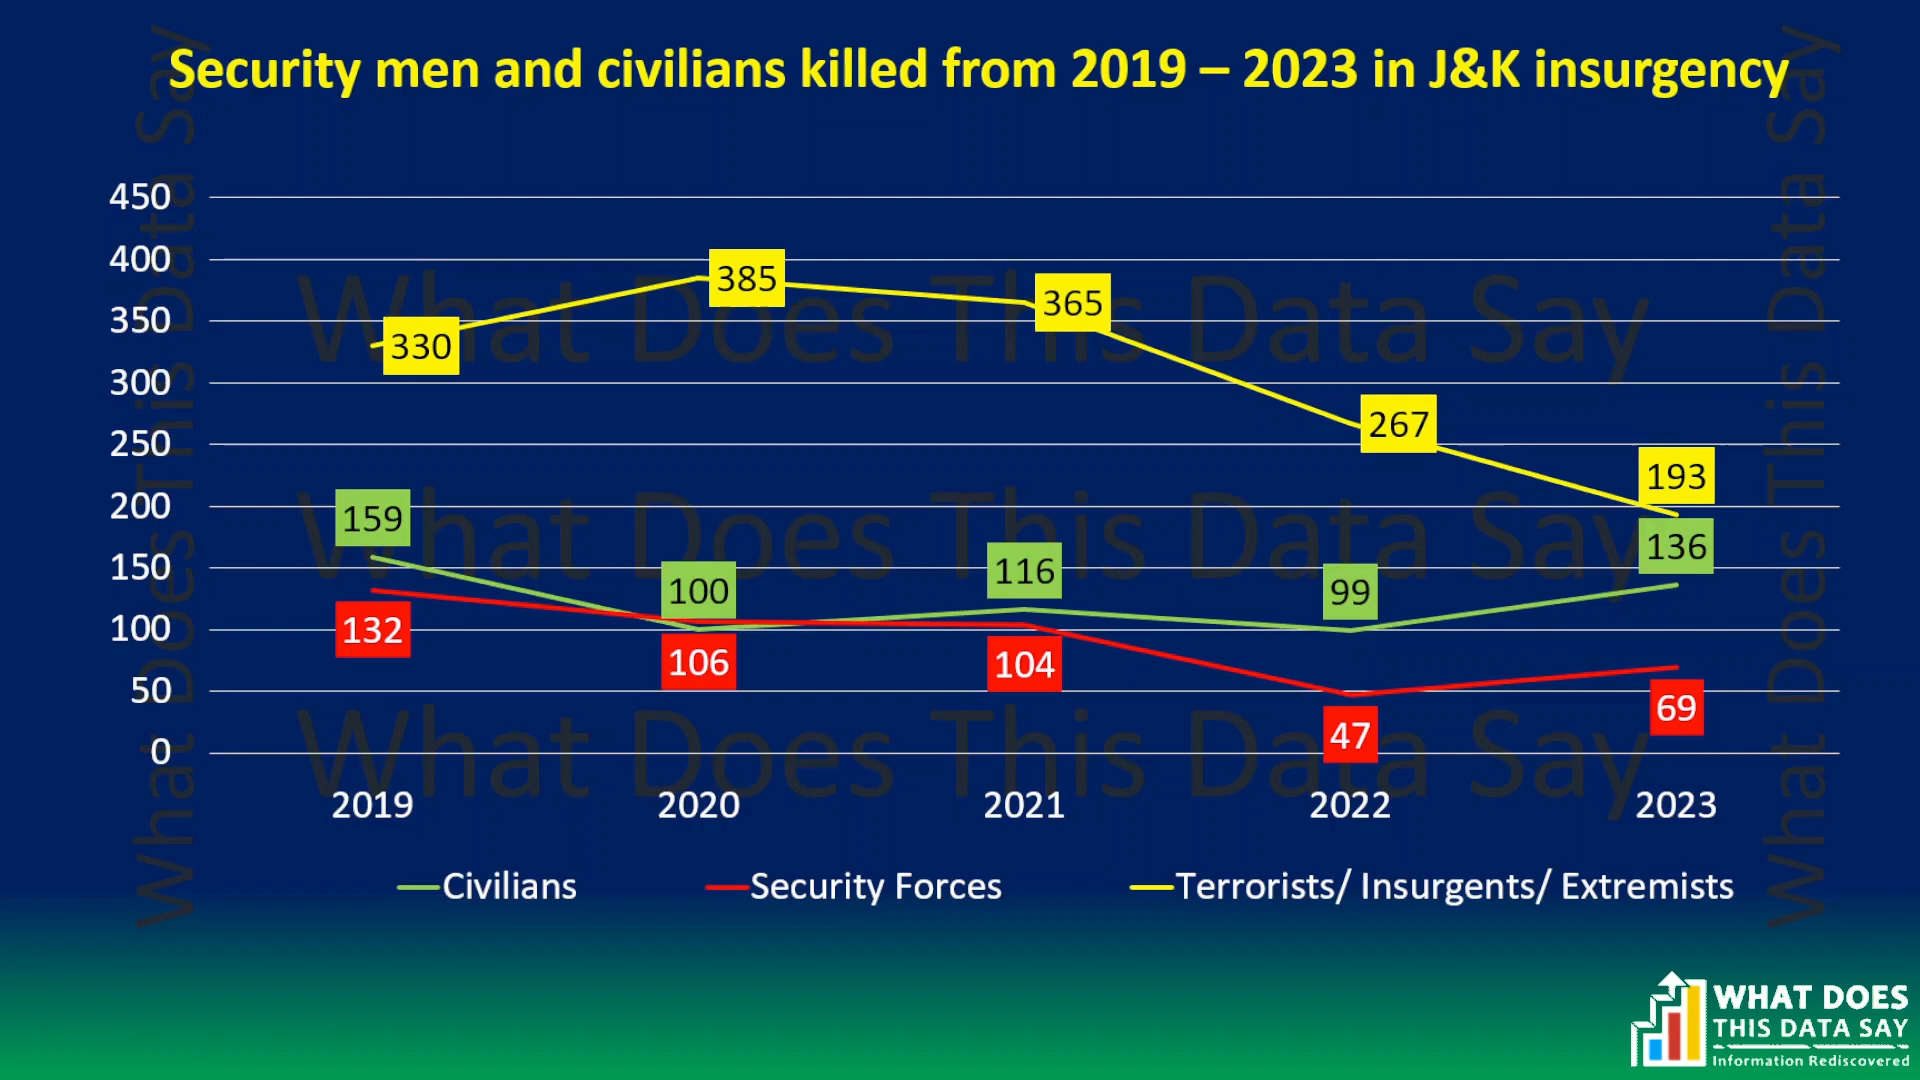 Security men and civilians killed from 2019 – 2023 in J&K insurgency
450
400
350
300
250
200
150
100
50
0
330
385
365
267
193
159
100
116
99
136
132
106
104
47
69
2019 2020 2021 2022 2023
Civilians Security Forces Terrorists/ Insurgents/ Extremists
What Does This Data Say
What Does This Data Say
What Does This Data Say
What Does Thiis Data Say
What Does Thiis Data Say
WHAT DOES
THIS DATA SAY
Information Rediscovered